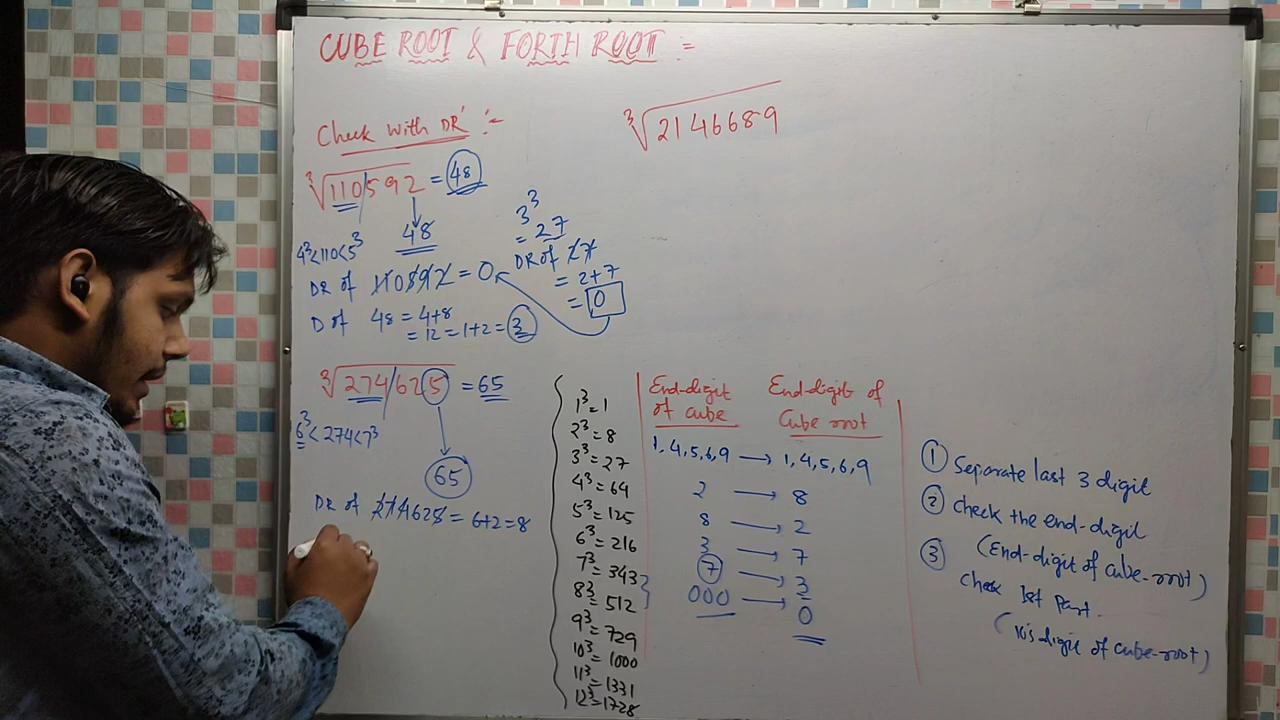 CUBE ROOT & FORTH ROOT :-
Check with DR :-
∛110/592 = 48
48
4³<110<5³
DR of 110592 = 0
D of 48 = 4+8
= 12 = 1+2 = 3
3³
= 27
DR of 27
= 2+7
= 0
∛2146689
∛274/625 = 65
6³<274<7³
65
DR of 274625 = 6+2=8
1³=1
2³=8
3³=27
4³=64
5³=125
6³=216
7³=343
8³=512
9³=729
10³=1000
11³=1331
12³=1728
End-digit of cube
End-digit of Cube root
1,4,5,6,9 → 1,4,5,6,9
2 → 8
8 → 2
3 → 7
7 → 3
000 → 0
① Separate last 3 digit
② check the end-digit
(End-digit of cube-root)
③ Check 1st Part.
(10's digit of cube-root)